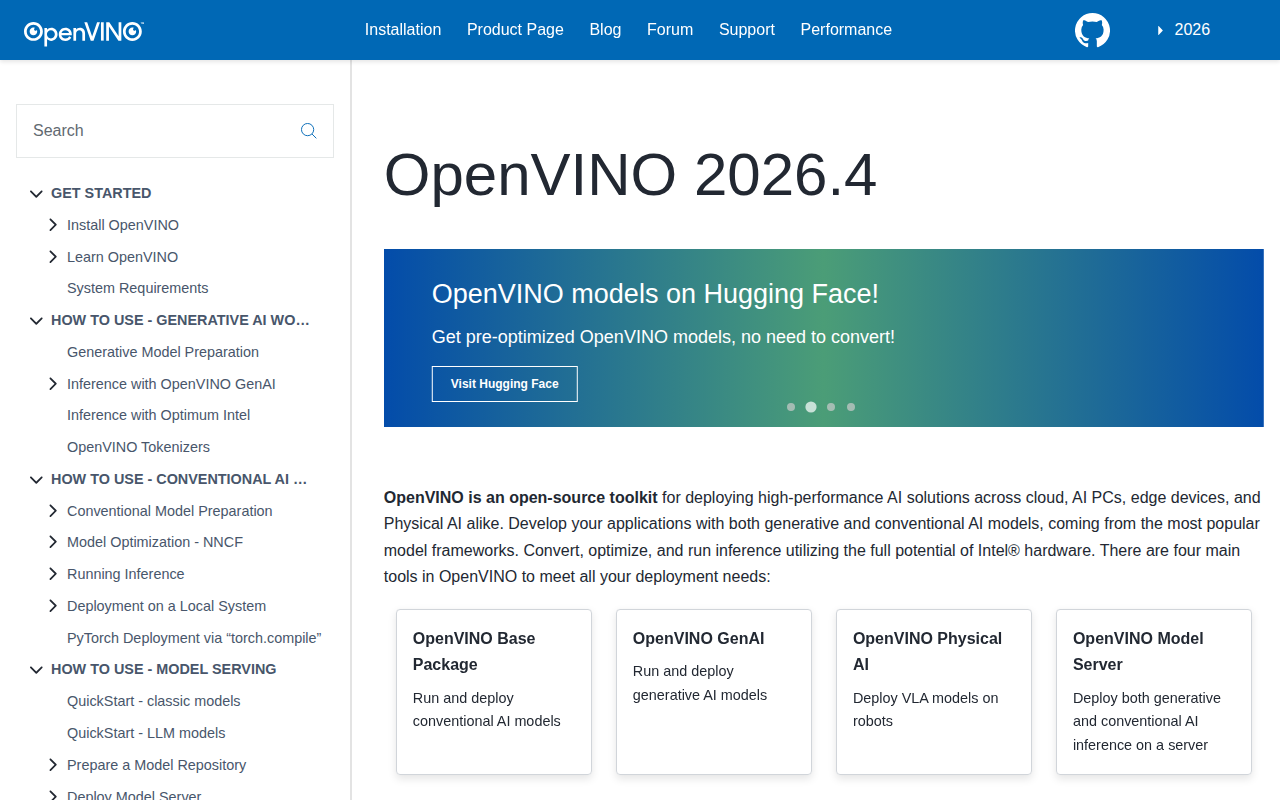 OpenVINO™
Installation
Product Page
Blog
Forum
Support
Performance
2026
Search
GET STARTED
Install OpenVINO
Learn OpenVINO
System Requirements
HOW TO USE - GENERATIVE AI WO…
Generative Model Preparation
Inference with OpenVINO GenAI
Inference with Optimum Intel
OpenVINO Tokenizers
HOW TO USE - CONVENTIONAL AI …
Conventional Model Preparation
Model Optimization - NNCF
Running Inference
Deployment on a Local System
PyTorch Deployment via “torch.compile”
HOW TO USE - MODEL SERVING
QuickStart - classic models
QuickStart - LLM models
Prepare a Model Repository
Deploy Model Server
OpenVINO 2026.4
OpenVINO models on Hugging Face!
Get pre-optimized OpenVINO models, no need to convert!
Visit Hugging Face
OpenVINO is an open-source toolkit for deploying high-performance AI solutions across cloud, AI PCs, edge devices, and
Physical AI alike. Develop your applications with both generative and conventional AI models, coming from the most popular
model frameworks. Convert, optimize, and run inference utilizing the full potential of Intel® hardware. There are four main
tools in OpenVINO to meet all your deployment needs:
OpenVINO Base
Package
Run and deploy
conventional AI models
OpenVINO GenAI
Run and deploy
generative AI models
OpenVINO Physical
AI
Deploy VLA models on
robots
OpenVINO Model
Server
Deploy both generative
and conventional AI
inference on a server